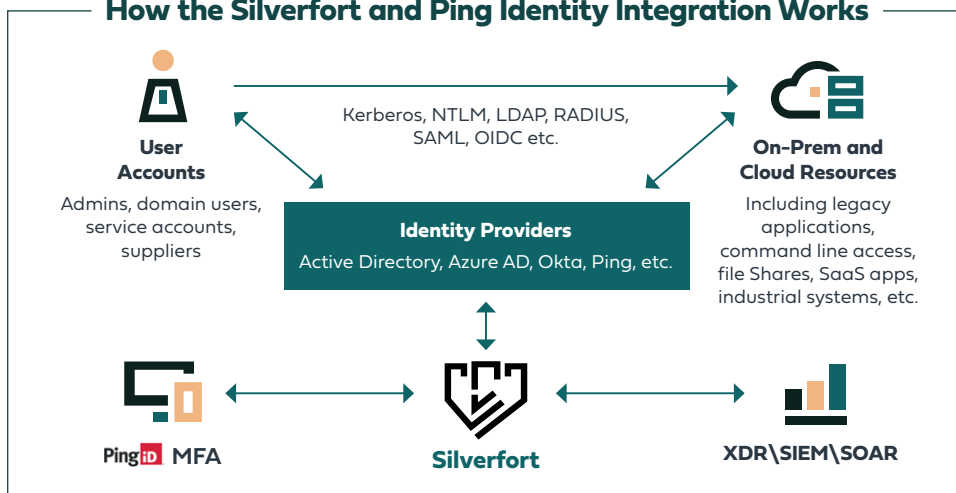 How the Silverfort and Ping Identity Integration Works
Kerberos, NTLM, LDAP, RADIUS,
SAML, OIDC etc.
User
Accounts
Admins, domain users,
service accounts,
suppliers
On-Prem and
Cloud Resources
Including legacy
applications,
command line access,
file Shares, SaaS apps,
industrial systems, etc.
Identity Providers
Active Directory, Azure AD, Okta, Ping, etc.
PingID MFA
Silverfort
XDR\SIEM\SOAR